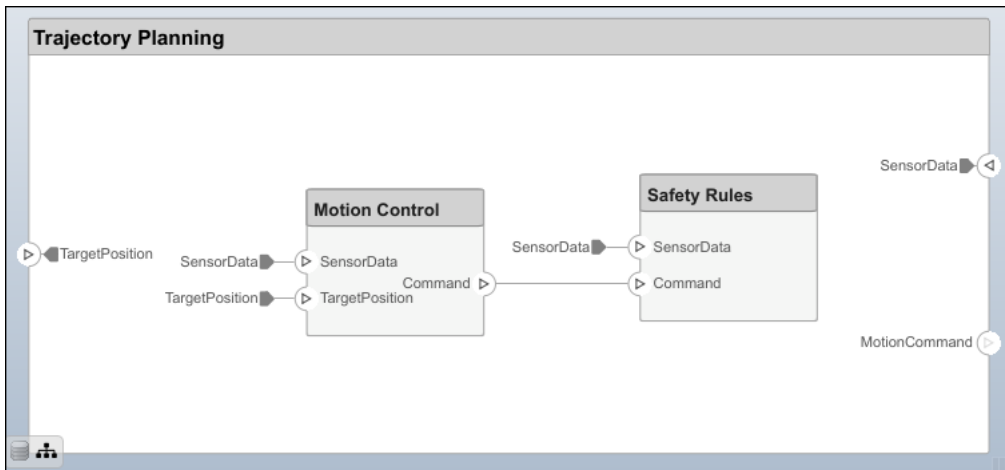 Trajectory Planning
SensorData
Safety Rules
Motion Control
SensorData
SensorData
TargetPosition
SensorData
SensorData
Command
Command
TargetPosition
TargetPosition
MotionCommand